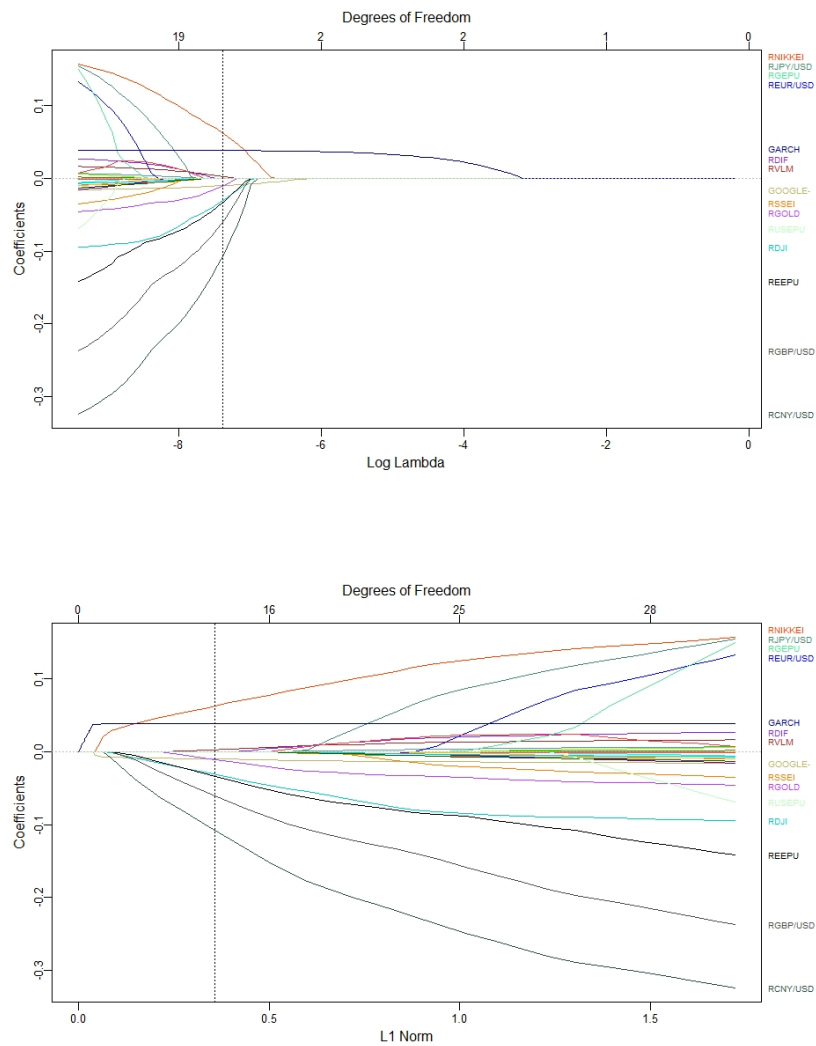 Degrees of Freedom
19 2 2 1 0
RNIKKEI
RJPY/USD
RGEPU
REUR/USD
GARCH
RDIF
RVLM
GOOGLE-
RSSEI
RGOLD
RUSEPU
RDJI
REEPU
RGBP/USD
RCNY/USD
0.1
0.0
-0.1
-0.2
-0.3
Coefficients
-8 -6 -4 -2 0
Log Lambda
Degrees of Freedom
0 16 25 28
RNIKKEI
RJPY/USD
RGEPU
REUR/USD
GARCH
RDIF
RVLM
GOOGLE-
RSSEI
RGOLD
RUSEPU
RDJI
REEPU
RGBP/USD
RCNY/USD
0.1
0.0
-0.1
-0.2
-0.3
Coefficients
0.0 0.5 1.0 1.5
L1 Norm